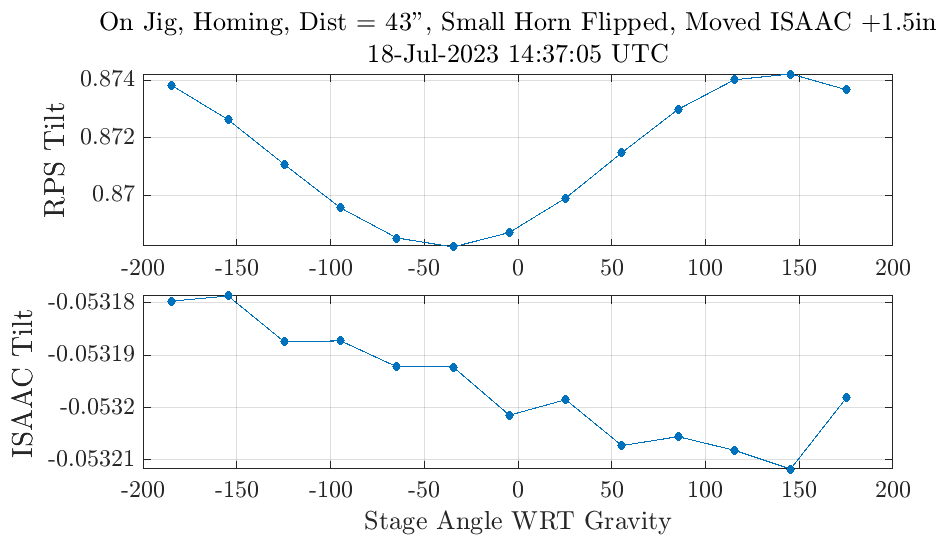 On Jig, Homing, Dist = 43", Small Horn Flipped, Moved ISAAC +1.5in
18-Jul-2023 14:37:05 UTC
0.874
0.872
0.87
RPS Tilt
-200 -150 -100 -50 0 50 100 150 200
-0.05318
-0.05319
-0.0532
-0.05321
ISAAC Tilt
-200 -150 -100 -50 0 50 100 150 200
Stage Angle WRT Gravity